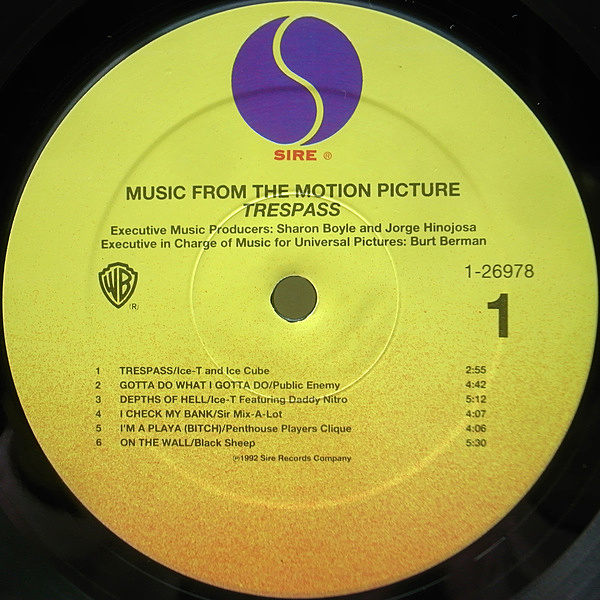 SIRE ®
MUSIC FROM THE MOTION PICTURE
TRESPASS
Executive Music Producers: Sharon Boyle and Jorge Hinojosa
Executive in Charge of Music for Universal Pictures: Burt Berman
WB
(R)
1-26978
1
1 TRESPASS/Ice-T and Ice Cube 2:55
2 GOTTA DO WHAT I GOTTA DO/Public Enemy 4:42
3 DEPTHS OF HELL/Ice-T Featuring Daddy Nitro 5:12
4 I CHECK MY BANK/Sir Mix-A-Lot 4:07
5 I'M A PLAYA (BITCH)/Penthouse Players Clique 4:06
6 ON THE WALL/Black Sheep 5:30
℗1992 Sire Records Company